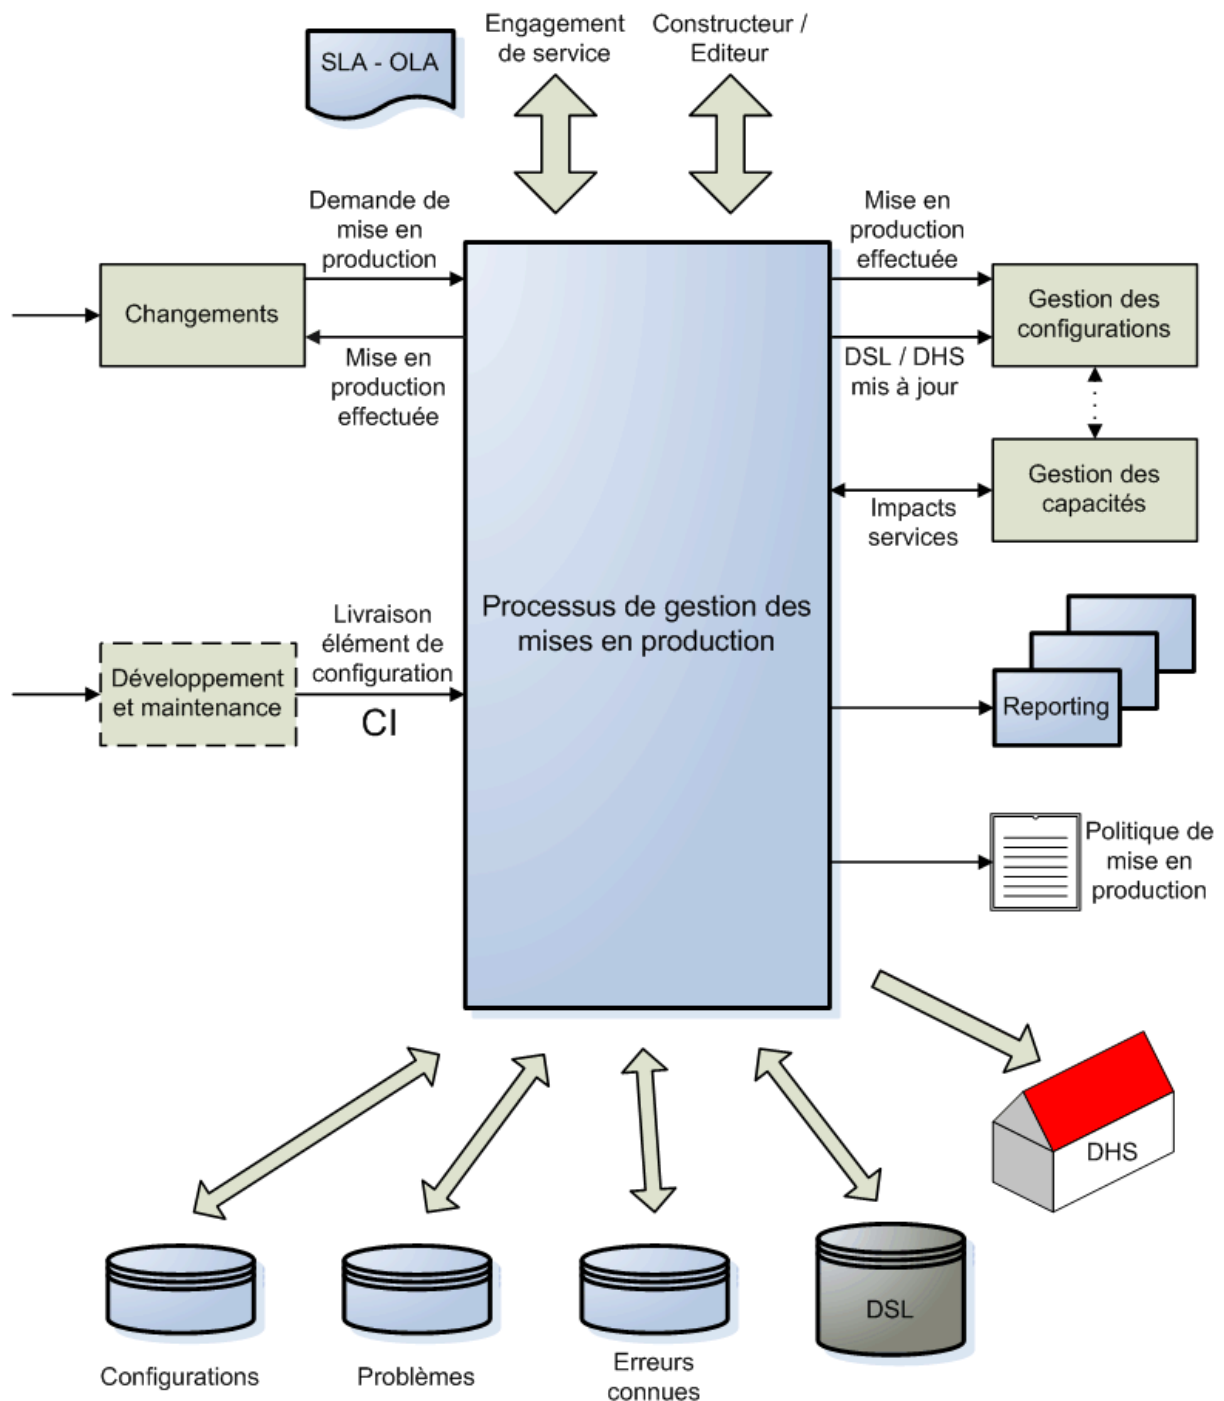 SLA - OLA
Engagement
de service
Constructeur /
Editeur
Demande de
mise en
production
Mise en
production
effectuée
Changements
Gestion des
configurations
Mise en
production
effectuée
DSL / DHS
mis à jour
Gestion des
capacités
Impacts
services
Processus de gestion des
mises en production
Livraison
élément de
configuration
CI
Développement
et maintenance
Reporting
Politique de
mise en
production
DHS
DSL
Configurations
Problèmes
Erreurs
connues